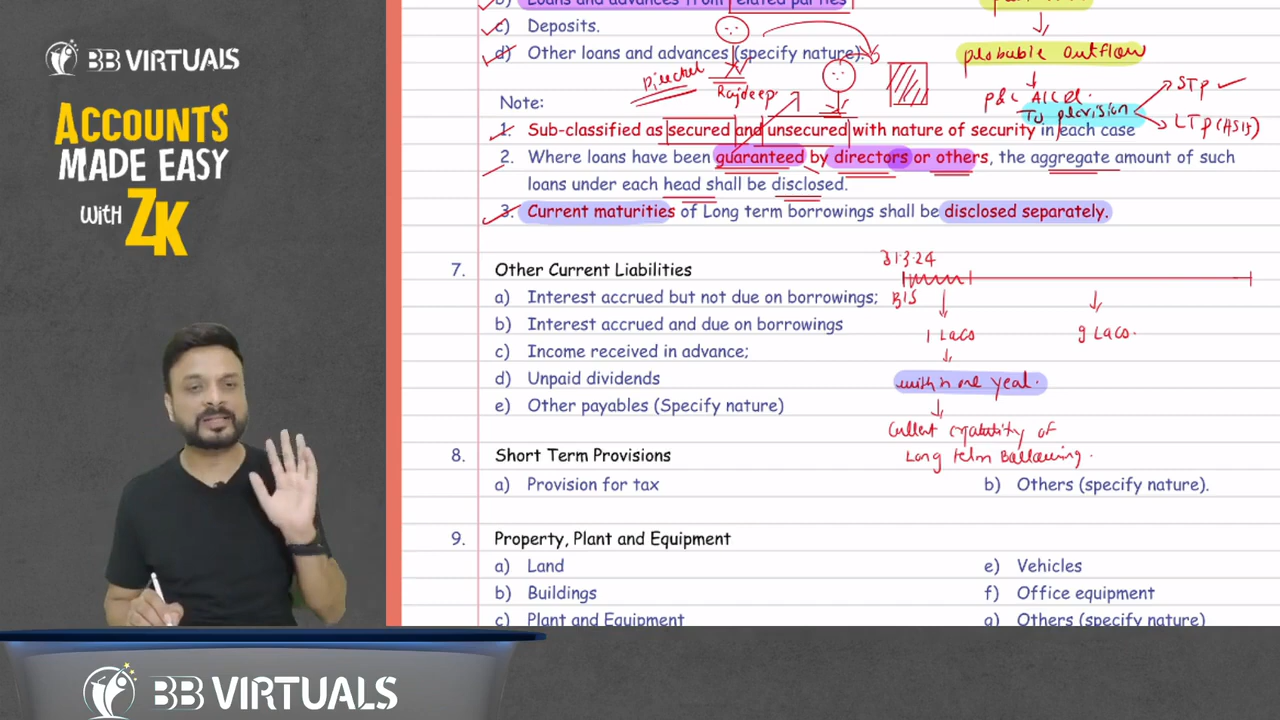 BB VIRTUALS
ACCOUNTS
MADE EASY
WITH ZK
b) Loans and advances from related parties
c) Deposits.
d) Other loans and advances (specify nature).
probable outflow
Director
Rajdeep
P&L A/c Dr.
To provision
STP
LTP (AS15)
Note:
1. Sub-classified as secured and unsecured with nature of security in each case
2. Where loans have been guaranteed by directors or others, the aggregate amount of such
loans under each head shall be disclosed.
3. Current maturities of Long term borrowings shall be disclosed separately.
31.3.24
B/S
1 Lacs
9 Lacs.
within one year.
Current maturity of
Long term Borrowing.
7. Other Current Liabilities
a) Interest accrued but not due on borrowings;
b) Interest accrued and due on borrowings
c) Income received in advance;
d) Unpaid dividends
e) Other payables (Specify nature)
8. Short Term Provisions
a) Provision for tax b) Others (specify nature).
9. Property, Plant and Equipment
a) Land e) Vehicles
b) Buildings f) Office equipment
c) Plant and Equipment g) Others (specify nature)
BB VIRTUALS